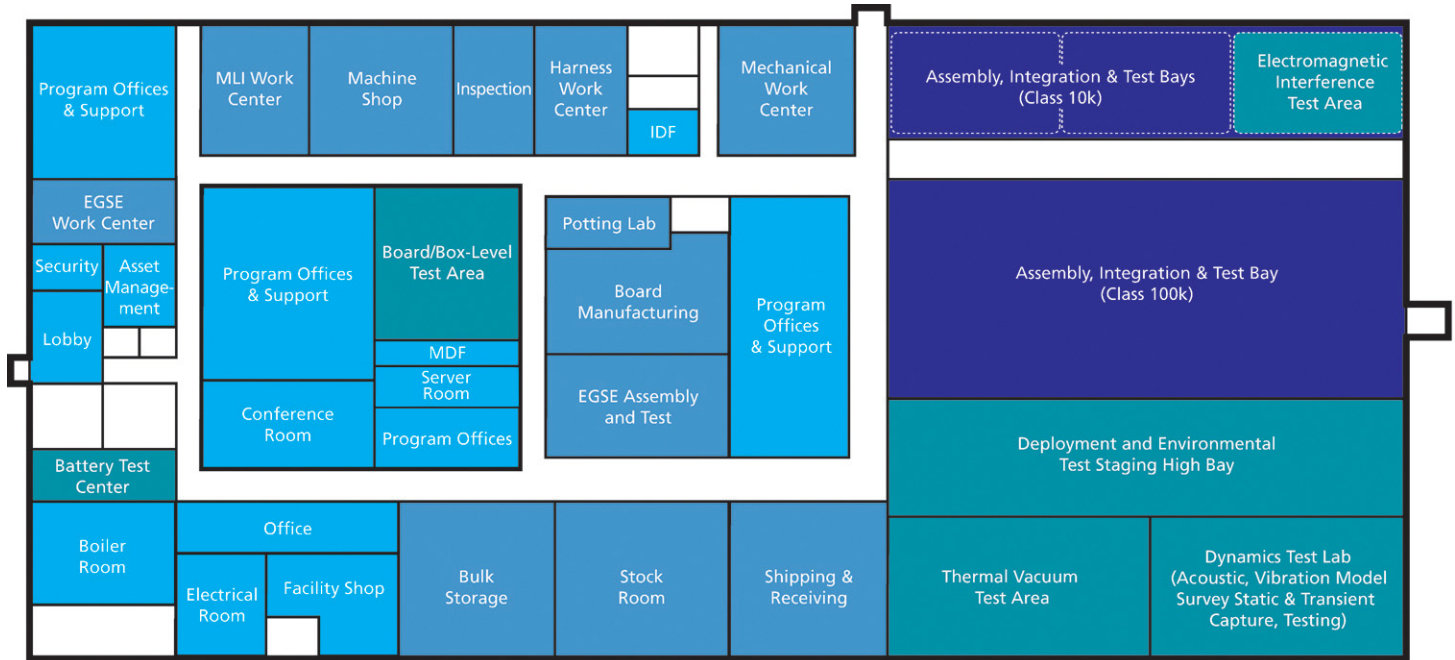 Program Offices
& Support
MLI Work
Center
Machine
Shop
Inspection
Harness
Work
Center
IDF
Mechanical
Work
Center
Assembly, Integration & Test Bays
(Class 10k)
Electromagnetic
Interference
Test Area
EGSE
Work Center
Security
Asset
Manage-
ment
Lobby
Program Offices
& Support
Board/Box-Level
Test Area
MDF
Server
Room
Conference
Room
Program Offices
Potting Lab
Board
Manufacturing
EGSE Assembly
and Test
Program
Offices
& Support
Assembly, Integration & Test Bay
(Class 100k)
Deployment and Environmental
Test Staging High Bay
Battery Test
Center
Boiler
Room
Office
Electrical
Room
Facility Shop
Bulk
Storage
Stock
Room
Shipping &
Receiving
Thermal Vacuum
Test Area
Dynamics Test Lab
(Acoustic, Vibration Model
Survey Static & Transient
Capture, Testing)